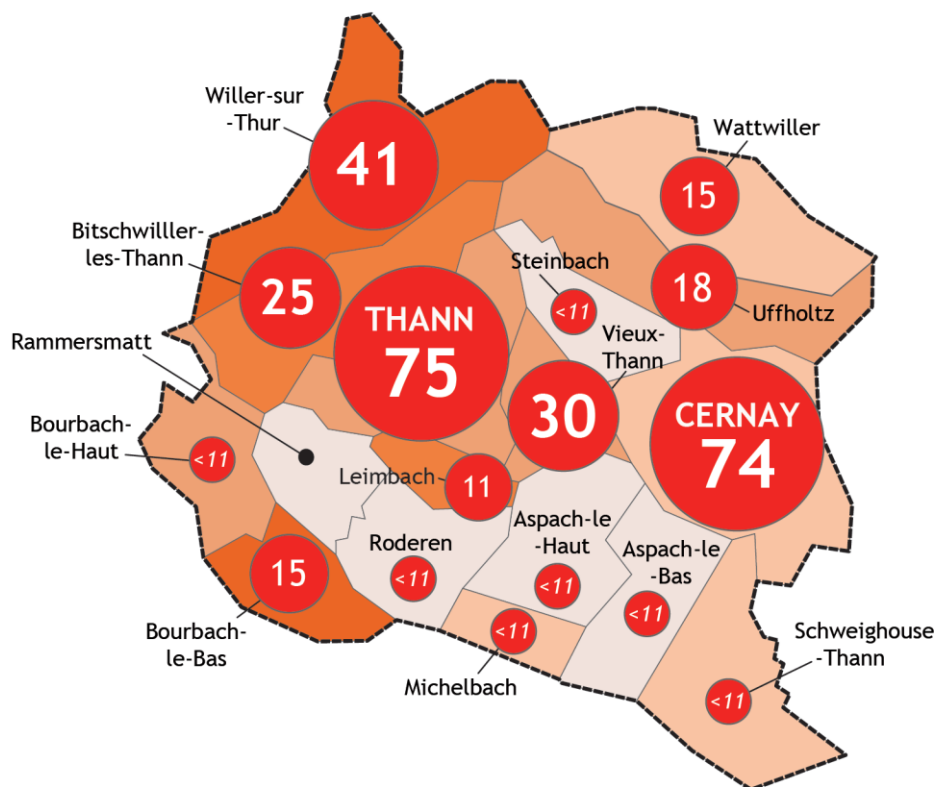 Willer-sur
-Thur
41
Wattwiller
15
Bitschwilller-
les-Thann
25
Steinbach
<11
18
Uffholtz
THANN
75
Vieux-
Thann
30
Rammersmatt
CERNAY
74
Bourbach-
le-Haut
<11
Leimbach
11
Roderen
<11
Aspach-le
-Haut
<11
Aspach-le
-Bas
<11
15
Bourbach-
le-Bas
<11
Michelbach
Schweighouse
-Thann
<11